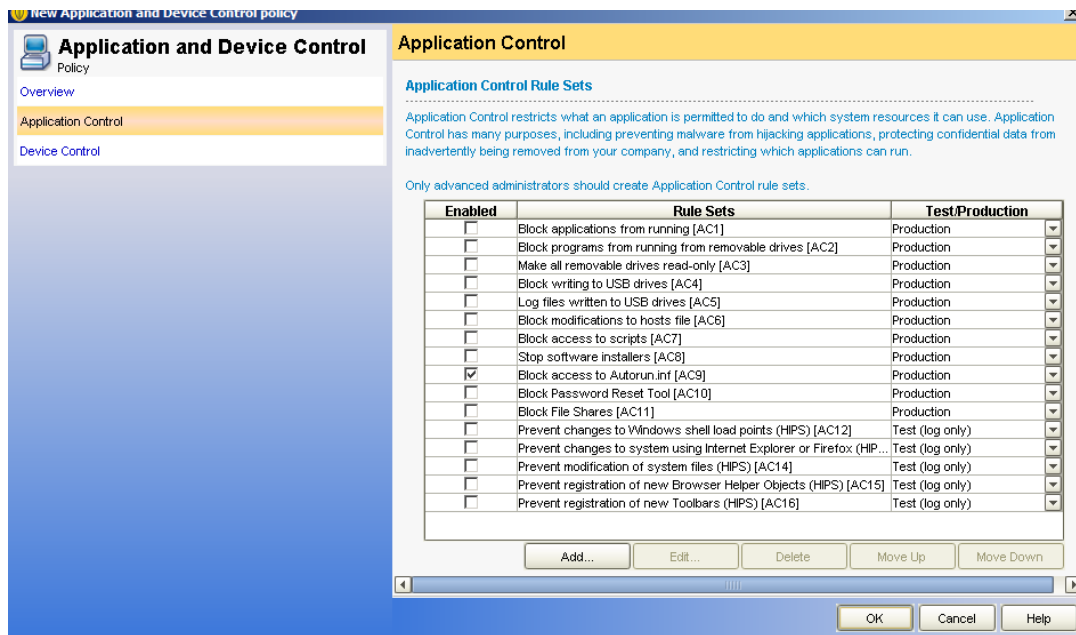 New Application and Device Control policy
Application and Device Control
Policy
Overview
Application Control
Device Control
Application Control
Application Control Rule Sets
Application Control restricts what an application is permitted to do and which system resources it can use. Application
Control has many purposes, including preventing malware from hijacking applications, protecting confidential data from
inadvertently being removed from your company, and restricting which applications can run.
Only advanced administrators should create Application Control rule sets.
Enabled Rule Sets Test/Production
Block applications from running [AC1] Production
Block programs from running from removable drives [AC2] Production
Make all removable drives read-only [AC3] Production
Block writing to USB drives [AC4] Production
Log files written to USB drives [AC5] Production
Block modifications to hosts file [AC6] Production
Block access to scripts [AC7] Production
Stop software installers [AC8] Production
Block access to Autorun.inf [AC9] Production
Block Password Reset Tool [AC10] Production
Block File Shares [AC11] Production
Prevent changes to Windows shell load points (HIPS) [AC12] Test (log only)
Prevent changes to system using Internet Explorer or Firefox (HIP... Test (log only)
Prevent modification of system files (HIPS) [AC14] Test (log only)
Prevent registration of new Browser Helper Objects (HIPS) [AC15] Test (log only)
Prevent registration of new Toolbars (HIPS) [AC16] Test (log only)
Add... Edit... Delete Move Up Move Down
OK Cancel Help